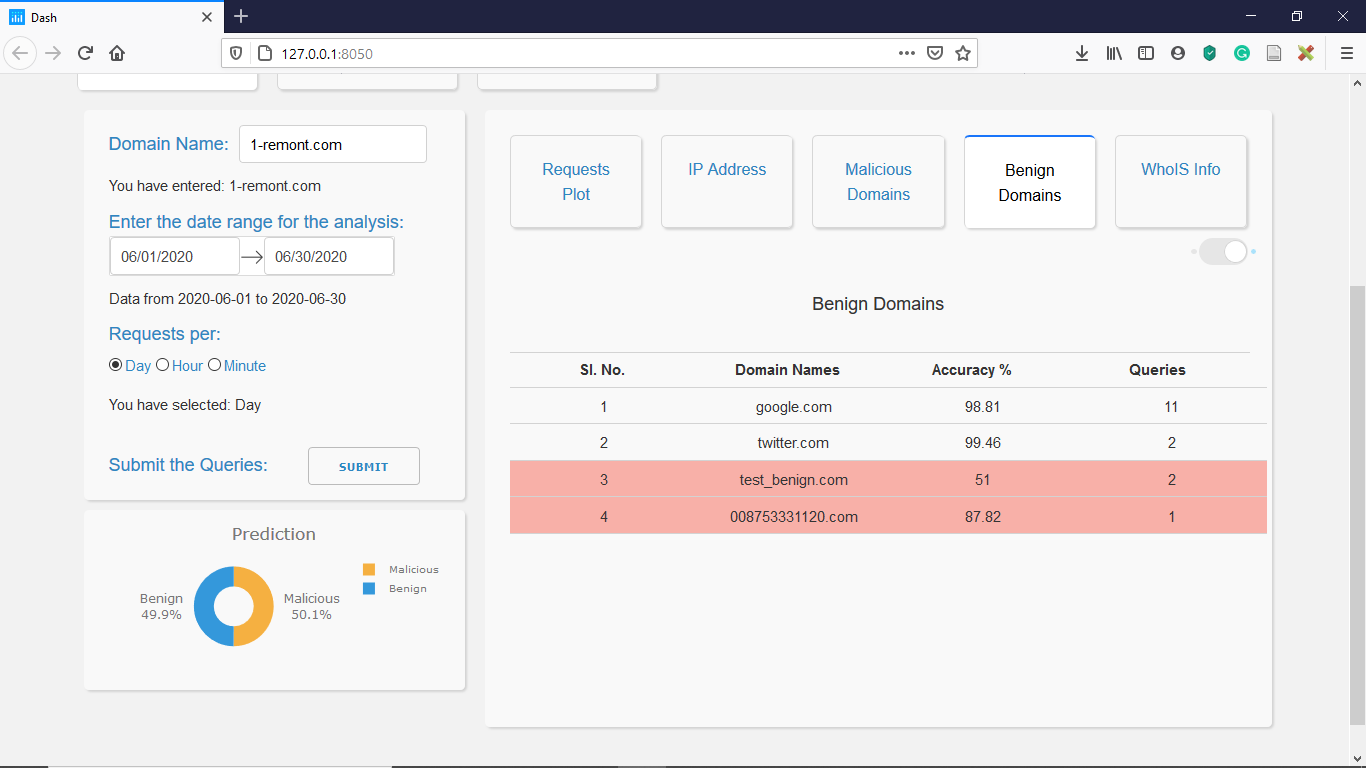 Dash
127.0.0.1:8050
Domain Name: 1-remont.com
You have entered: 1-remont.com
Enter the date range for the analysis:
06/01/2020 → 06/30/2020
Data from 2020-06-01 to 2020-06-30
Requests per:
Day Hour Minute
You have selected: Day
Submit the Queries: SUBMIT
Prediction
Malicious
Benign
Benign
49.9%
Malicious
50.1%
Requests
Plot
IP Address
Malicious
Domains
Benign
Domains
WhoIS Info
Benign Domains
Sl. No. Domain Names Accuracy % Queries
1 google.com 98.81 11
2 twitter.com 99.46 2
3 test_benign.com 51 2
4 008753331120.com 87.82 1